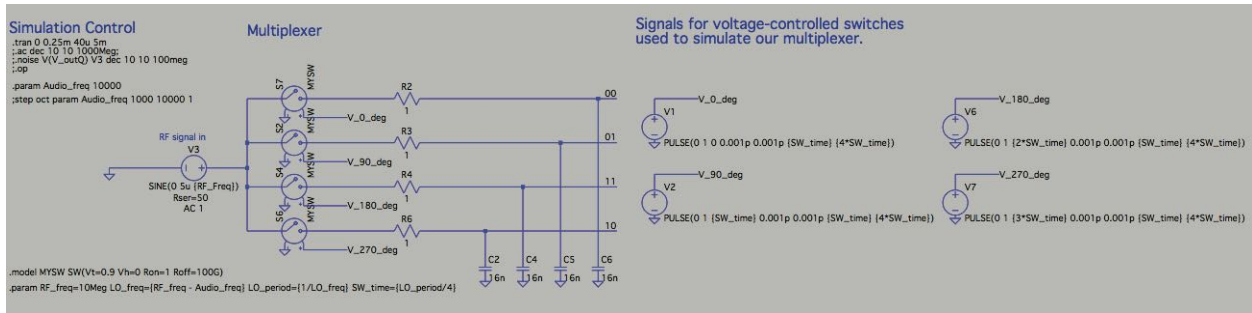 Simulation Control
.tran 0 0.25m 40u 5m
;.ac dec 10 10 1000Meg;
;.noise V(V_outQ) V3 dec 10 10 100meg
;.op
.param Audio_freq 10000
;step oct param Audio_freq 1000 10000 1
Multiplexer
Signals for voltage-controlled switches
used to simulate our multiplexer.
RF signal in
V3
SINE(0 5u {RF_Freq})
Rser=50
AC 1
S7
MYSW
V_0_deg
R2
1
00
S2
MYSW
V_90_deg
R3
1
01
S4
MYSW
V_180_deg
R4
1
11
S6
MYSW
V_270_deg
R6
1
10
C2
16n
C4
16n
C5
16n
C6
16n
.model MYSW SW(Vt=0.9 Vh=0 Ron=1 Roff=100G)
.param RF_freq=10Meg LO_freq={RF_freq - Audio_freq} LO_period={1/LO_freq} SW_time={LO_period/4}
V_0_deg
V1
PULSE(0 1 0 0.001p 0.001p {SW_time} {4*SW_time})
V_180_deg
V6
PULSE(0 1 {2*SW_time} 0.001p 0.001p {SW_time} {4*SW_time})
V_90_deg
V2
PULSE(0 1 {SW_time} 0.001p 0.001p {SW_time} {4*SW_time})
V_270_deg
V7
PULSE(0 1 {3*SW_time} 0.001p 0.001p {SW_time} {4*SW_time})